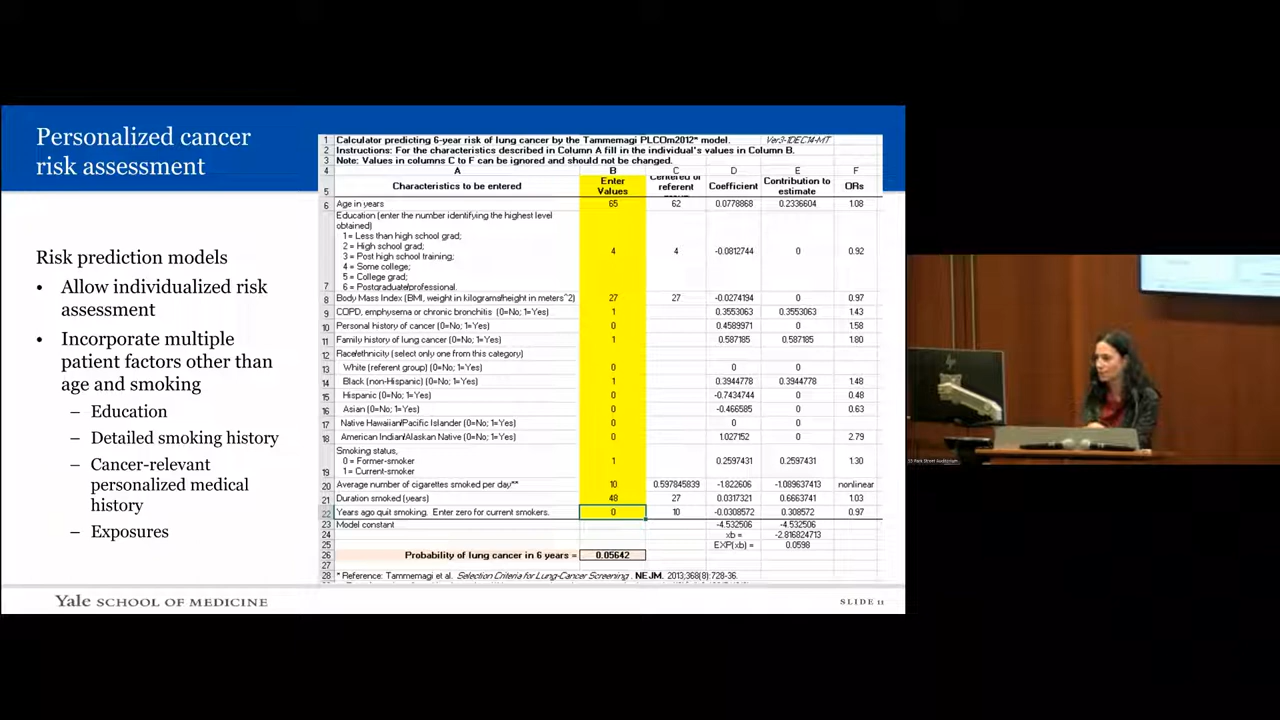 Personalized cancer
risk assessment
Risk prediction models
• Allow individualized risk
assessment
• Incorporate multiple
patient factors other than
age and smoking
– Education
– Detailed smoking history
– Cancer-relevant
personalized medical
history
– Exposures
1 Calculator predicting 6-year risk of lung cancer by the Tammemagi PLCOm2012* model. Ver3-1DEC14-MT
2 Instructions: For the characteristics described in Column A fill in the individual's values in Column B.
3 Note: Values in columns C to F can be ignored and should not be changed.
4 A B C D E F
5 Characteristics to be entered Enter Values Centered or referent Coefficient Contribution to estimate ORs
6 Age in years 65 62 0.0778868 0.2336604 1.08
Education (enter the number identifying the highest level
obtained)
1 = Less than high school grad;
2 = High school grad;
3 = Post high school training;
4 = Some college;
5 = College grad;
6 = Postgraduate/professional.
7 4 4 -0.0812744 0 0.92
8 Body Mass Index (BMI, weight in kilograms/height in meters^2) 27 27 -0.0274194 0 0.97
9 COPD, emphysema or chronic bronchitis (0=No; 1=Yes) 1 0.3553063 0.3553063 1.43
10 Personal history of cancer (0=No; 1=Yes) 0 0.4589971 0 1.58
11 Family history of lung cancer (0=No; 1=Yes) 1 0.587185 0.587185 1.80
12 Race/ethnicity (select only one from this category)
13 White (referent group) (0=No; 1=Yes) 0 0 0
14 Black (non-Hispanic) (0=No; 1=Yes) 1 0.3944778 0.3944778 1.48
15 Hispanic (0=No; 1=Yes) 0 -0.7434744 0 0.48
16 Asian (0=No; 1=Yes) 0 -0.466585 0 0.63
17 Native Hawaiian/Pacific Islander (0=No; 1=Yes) 0 0 0
18 American Indian/Alaskan Native (0=No; 1=Yes) 0 1.027152 0 2.79
Smoking status,
0 = Former-smoker
1 = Current-smoker
19 1 0.2597431 0.2597431 1.30
20 Average number of cigarettes smoked per day** 10 0.597845839 -1.822606 -1.089637413 nonlinear
21 Duration smoked (years) 48 27 0.0317321 0.6663741 1.03
22 Years ago quit smoking. Enter zero for current smokers. 0 10 -0.0308572 0.308572 0.97
23 Model constant -4.532506 -4.532506
24 xb = -2.816824713
25 EXP(xb) = 0.0598
26 Probability of lung cancer in 6 years = 0.05642
27
28 * Reference: Tammemagi et al. Selection Criteria for Lung-Cancer Screening. NEJM. 2013;368(8):728-36.
Yale SCHOOL OF MEDICINE
SLIDE 11
55 Park Street Auditorium